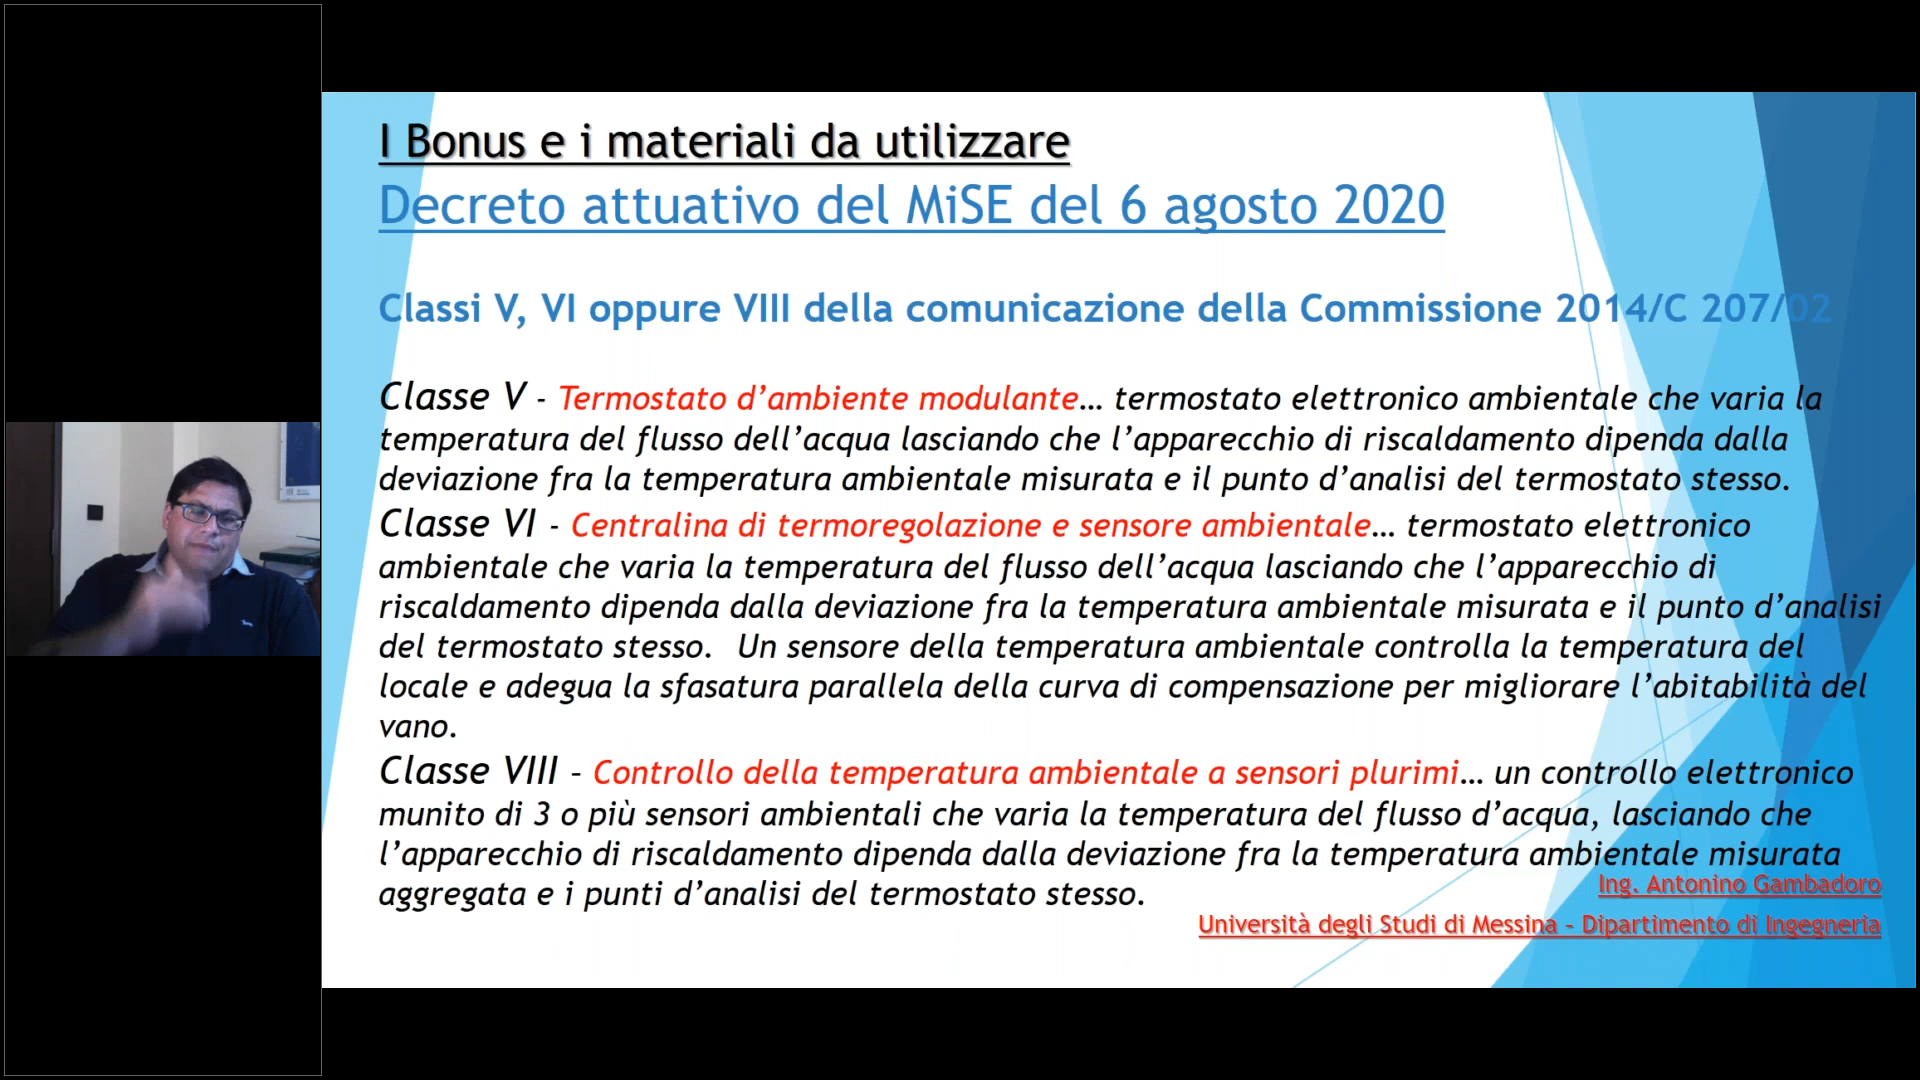 I Bonus e i materiali da utilizzare
Decreto attuativo del MiSE del 6 agosto 2020
Classi V, VI oppure VIII della comunicazione della Commissione 2014/C 207/02
Classe V - Termostato d’ambiente modulante… termostato elettronico ambientale che varia la
temperatura del flusso dell’acqua lasciando che l’apparecchio di riscaldamento dipenda dalla
deviazione fra la temperatura ambientale misurata e il punto d’analisi del termostato stesso.
Classe VI - Centralina di termoregolazione e sensore ambientale… termostato elettronico
ambientale che varia la temperatura del flusso dell’acqua lasciando che l’apparecchio di
riscaldamento dipenda dalla deviazione fra la temperatura ambientale misurata e il punto d’analisi
del termostato stesso. Un sensore della temperatura ambientale controlla la temperatura del
locale e adegua la sfasatura parallela della curva di compensazione per migliorare l’abitabilità del
vano.
Classe VIII – Controllo della temperatura ambientale a sensori plurimi… un controllo elettronico
munito di 3 o più sensori ambientali che varia la temperatura del flusso d’acqua, lasciando che
l’apparecchio di riscaldamento dipenda dalla deviazione fra la temperatura ambientale misurata
aggregata e i punti d’analisi del termostato stesso.
Ing. Antonino Gambadoro
Università degli Studi di Messina – Dipartimento di Ingegneria